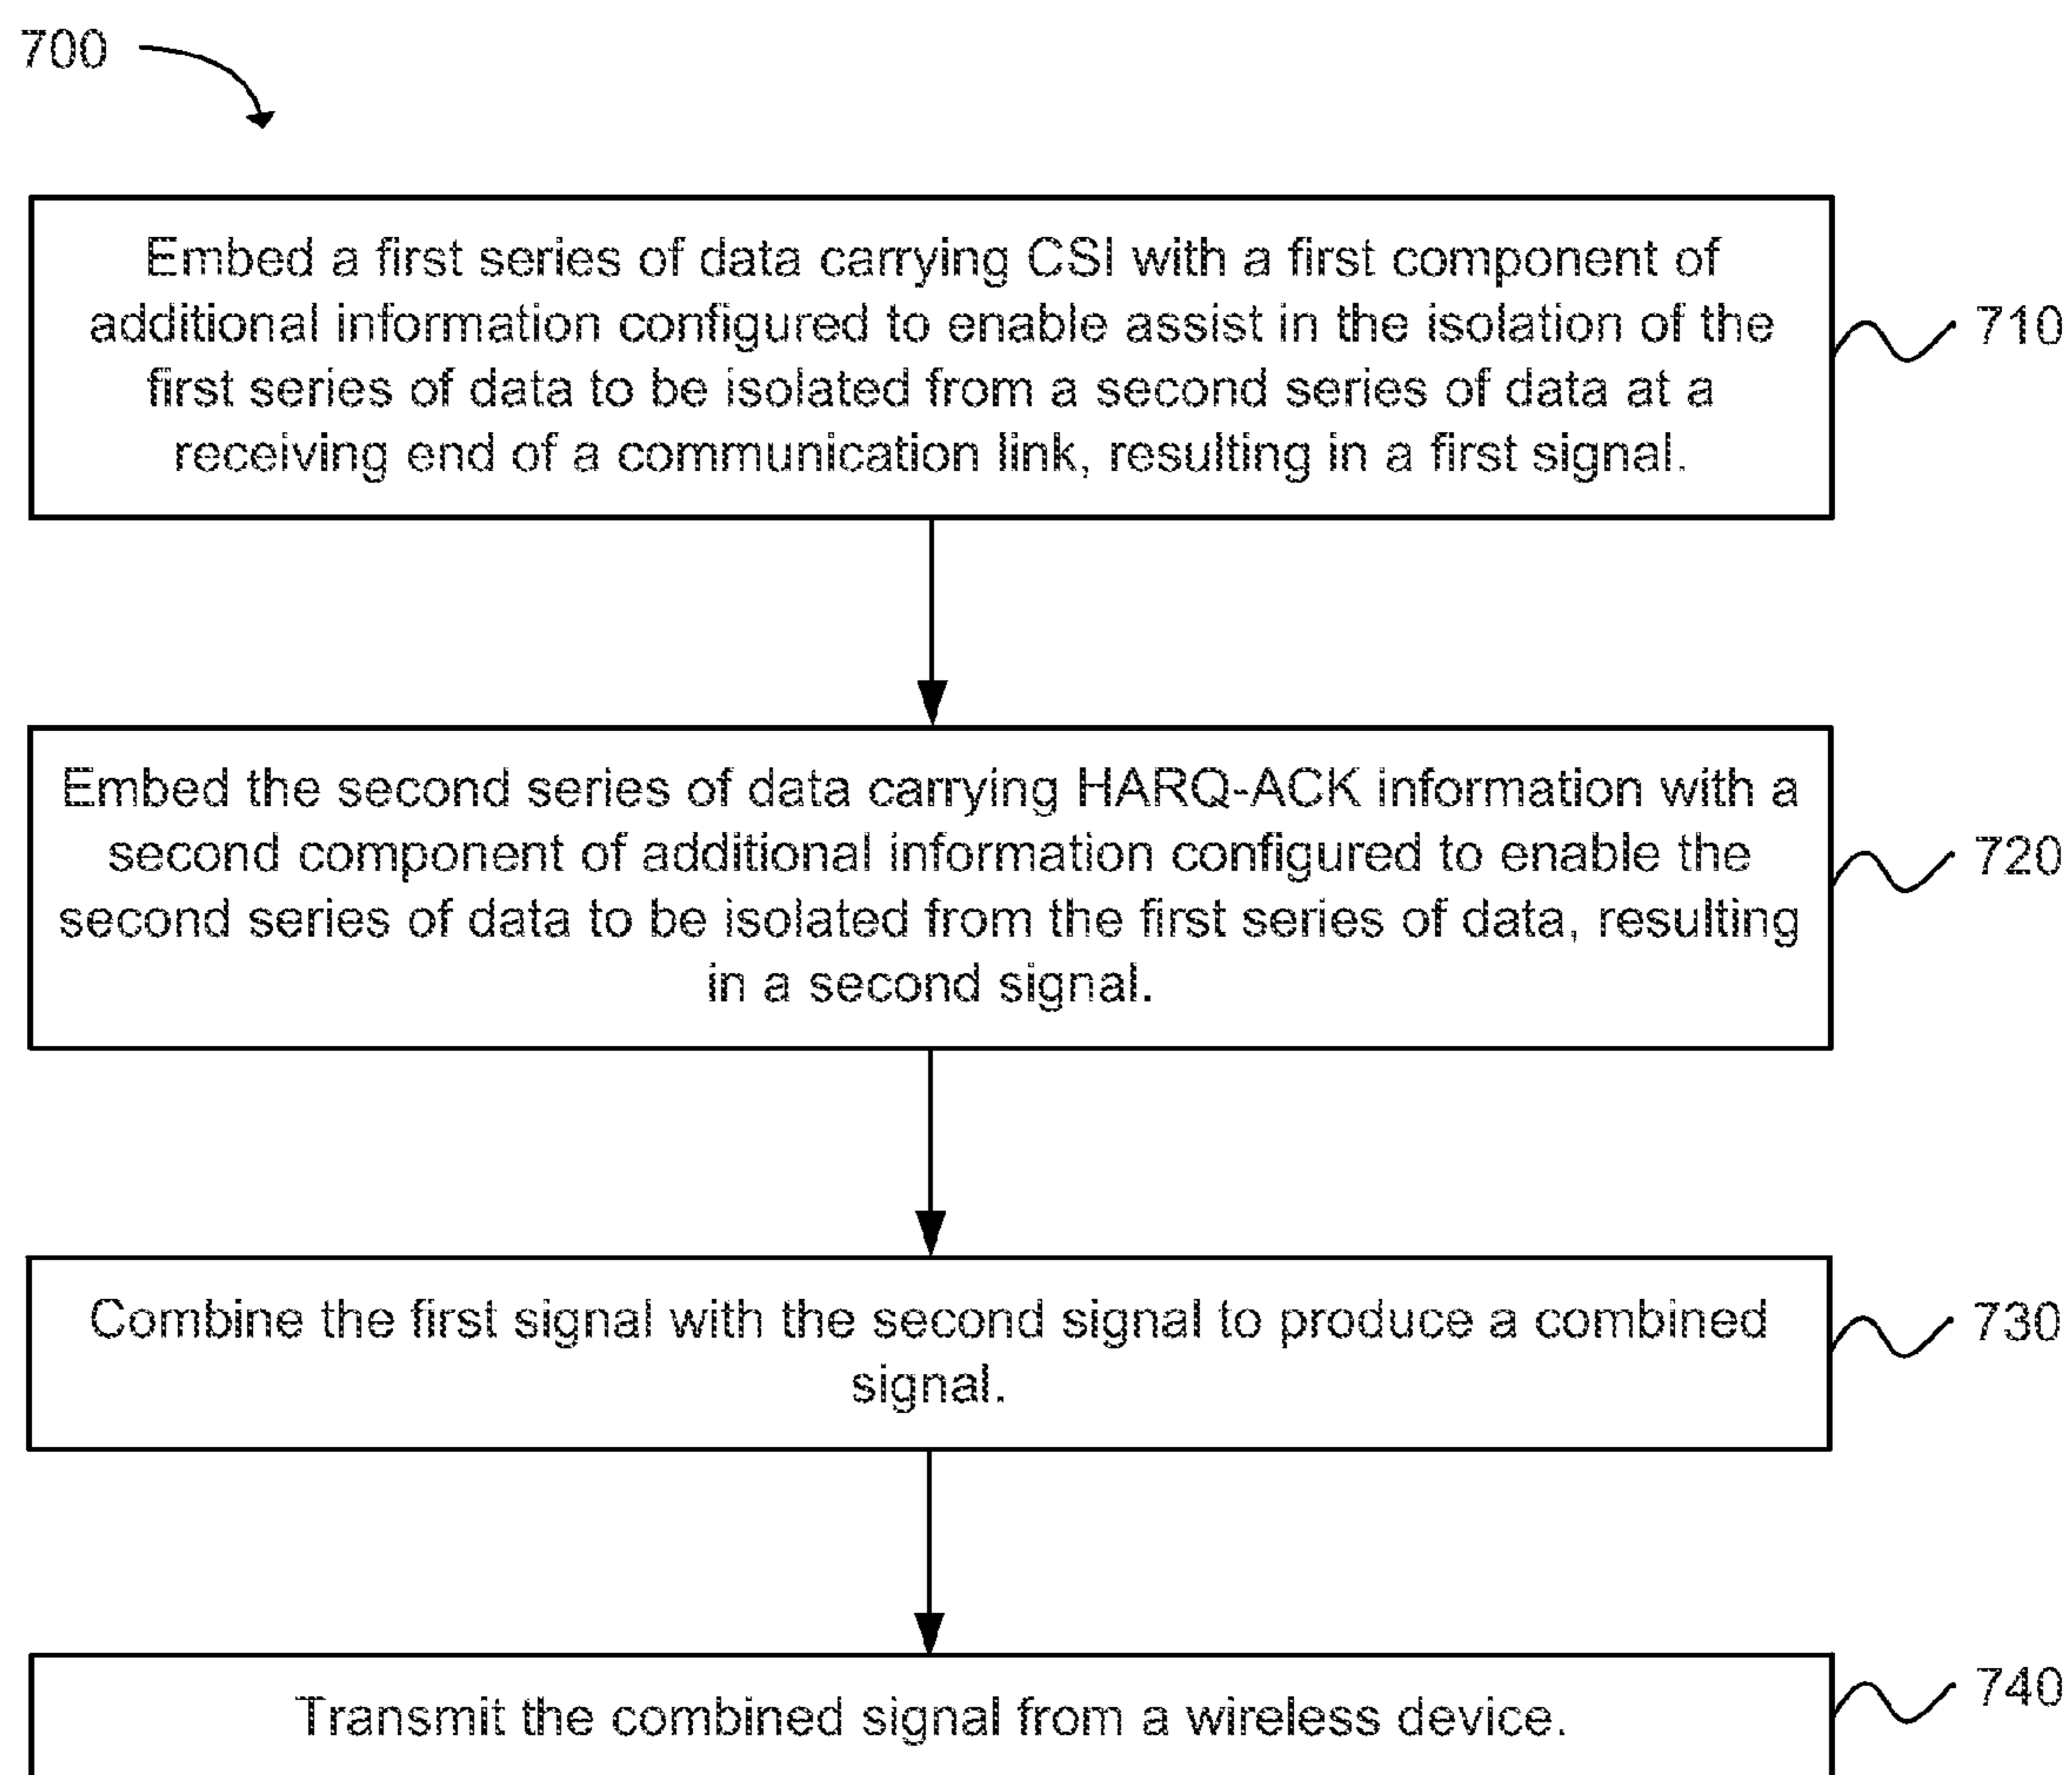 700
Embed a first series of data carrying CSI with a first component of
additional information configured to enable assist in the isolation of the
first series of data to be isolated from a second series of data at a
receiving end of a communication link, resulting in a first signal.
710
Embed the second series of data carrying HARQ-ACK information with a
second component of additional information configured to enable the
second series of data to be isolated from the first series of data, resulting
in a second signal.
720
Combine the first signal with the second signal to produce a combined
signal.
730
Transmit the combined signal from a wireless device.
740